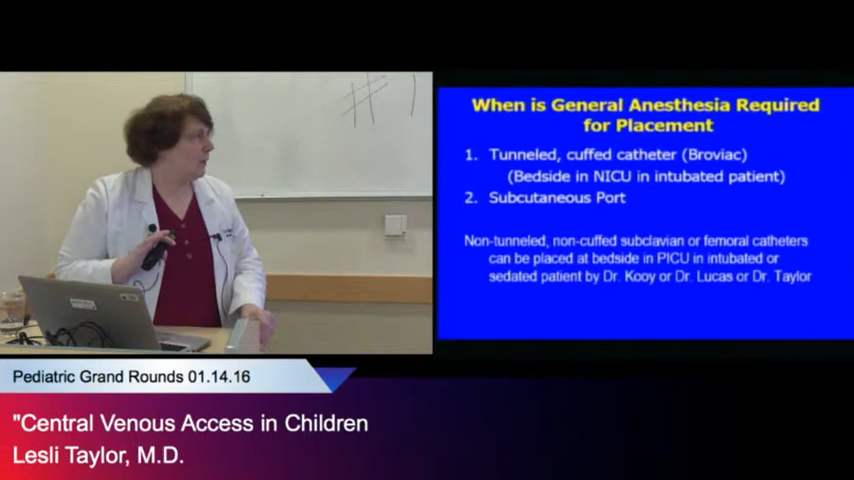 #1
When is General Anesthesia Required
for Placement
1. Tunneled, cuffed catheter (Broviac)
(Bedside in NICU in intubated patient)
2. Subcutaneous Port
Non-tunneled, non-cuffed subclavian or femoral catheters
can be placed at bedside in PICU in intubated or
sedated patient by Dr. Kooy or Dr. Lucas or Dr. Taylor
Pediatric Grand Rounds 01.14.16
"Central Venous Access in Children
Lesli Taylor, M.D.